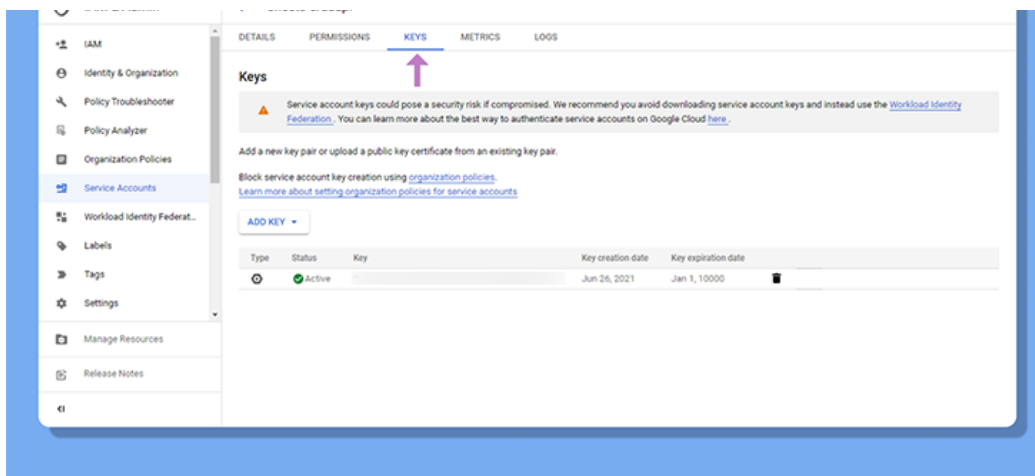 DETAILS PERMISSIONS KEYS METRICS LOGS
IAM
Identity & Organization
Policy Troubleshooter
Policy Analyzer
Organization Policies
Service Accounts
Workload Identity Federat...
Labels
Tags
Settings
Manage Resources
Release Notes
Keys
Service account keys could pose a security risk if compromised. We recommend you avoid downloading service account keys and instead use the Workload Identity
Federation . You can learn more about the best way to authenticate service accounts on Google Cloud here .
Add a new key pair or upload a public key certificate from an existing key pair.
Block service account key creation using organization policies.
Learn more about setting organization policies for service accounts
ADD KEY
Type Status Key Key creation date Key expiration date
Active Jun 26, 2021 Jan 1, 10000